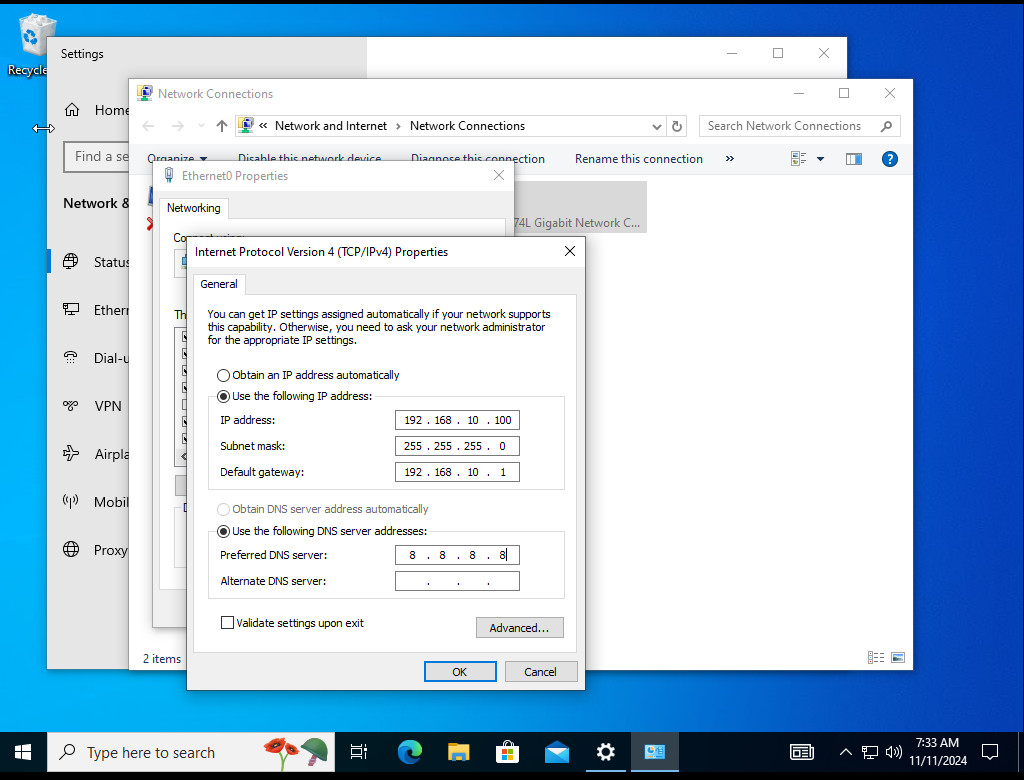 Recycle
Settings
Home
Find a se
Network &
Status
Ethern
Dial-u
VPN
Airpla
Mobil
Proxy
Network Connections
« Network and Internet › Network Connections
Search Network Connections
Organize
Disable this network device
Diagnose this connection
Rename this connection
»
74L Gigabit Network C...
2 items
Ethernet0 Properties
Networking
Connect using:
Th
Internet Protocol Version 4 (TCP/IPv4) Properties
General
You can get IP settings assigned automatically if your network supports
this capability. Otherwise, you need to ask your network administrator
for the appropriate IP settings.
Obtain an IP address automatically
Use the following IP address:
IP address: 192 . 168 . 10 . 100
Subnet mask: 255 . 255 . 255 . 0
Default gateway: 192 . 168 . 10 . 1
Obtain DNS server address automatically
Use the following DNS server addresses:
Preferred DNS server: 8 . 8 . 8 . 8
Alternate DNS server: . . .
Validate settings upon exit
Advanced...
OK
Cancel
Type here to search
7:33 AM
11/11/2024